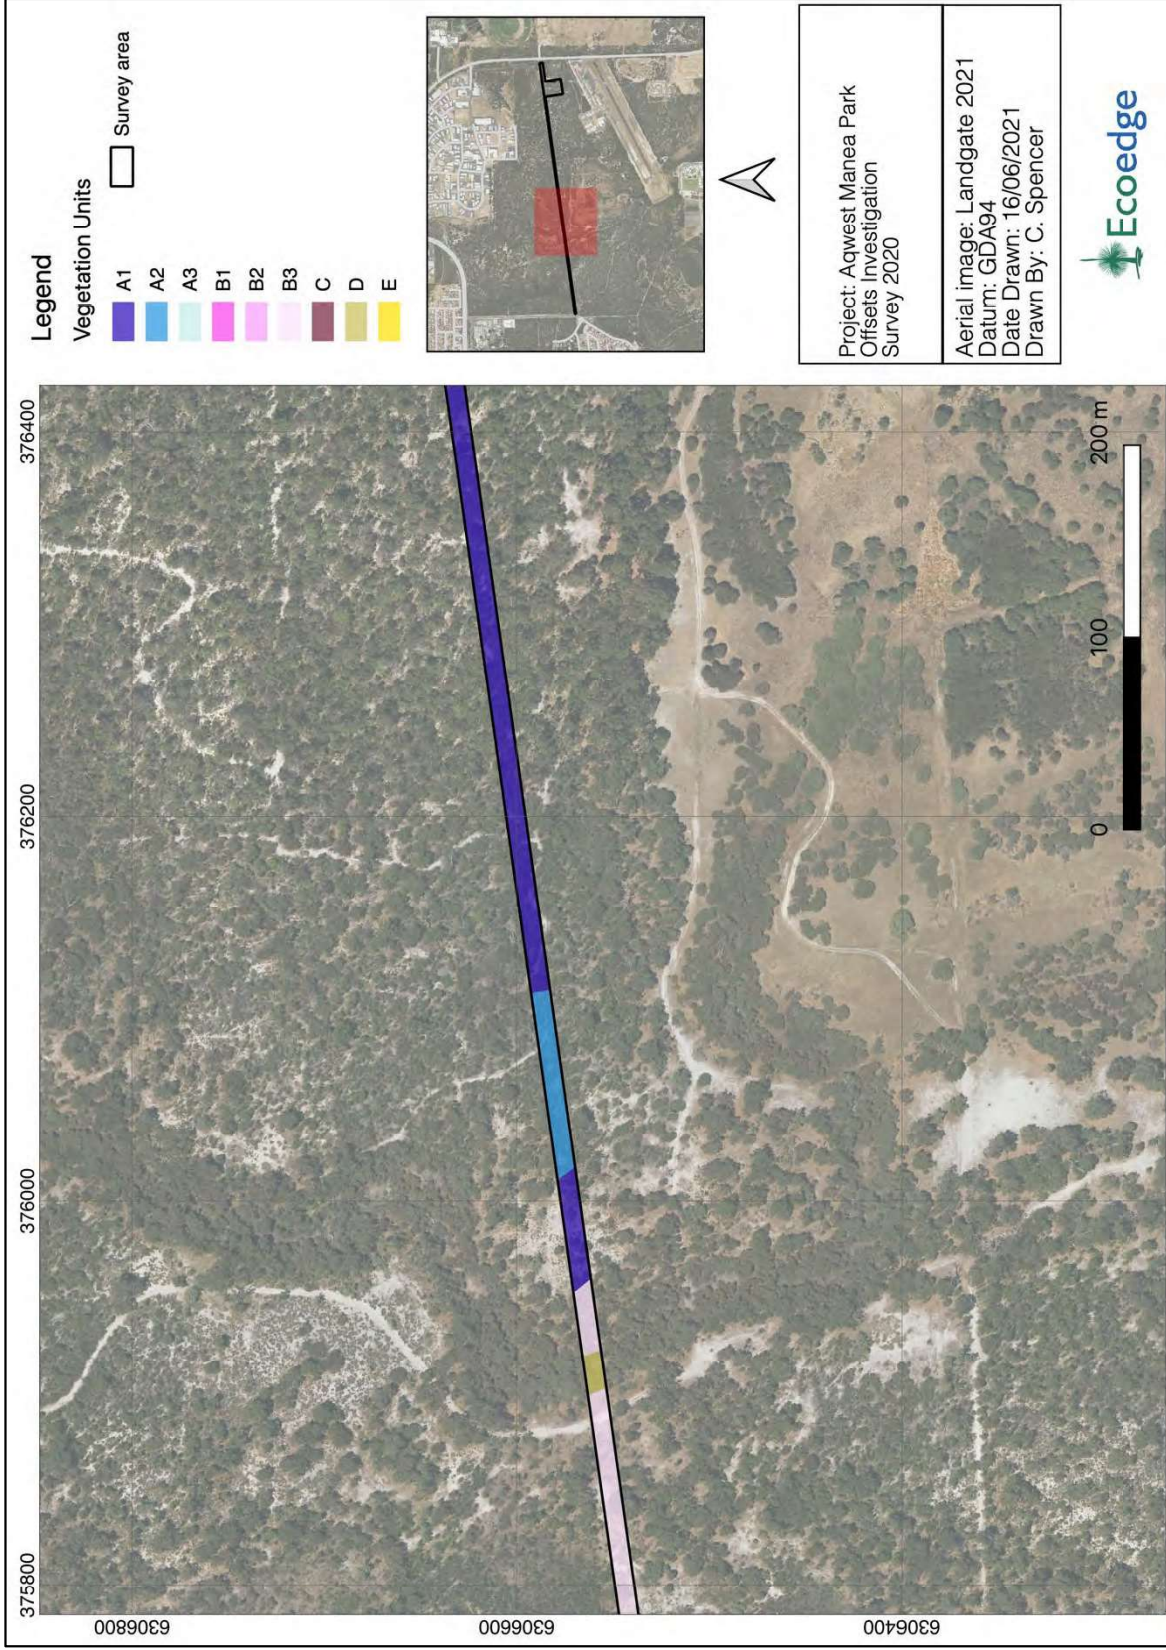 375800
376000
376200
376400
6306800
6306600
6306400
0
100
200 m
Legend
Vegetation Units
A1
A2
A3
B1
B2
B3
C
D
E
Survey area
Project: Aqwest Manea Park
Offsets Investigation
Survey 2020
Aerial image: Landgate 2021
Datum: GDA94
Date Drawn: 16/06/2021
Drawn By: C. Spencer
Ecoedge